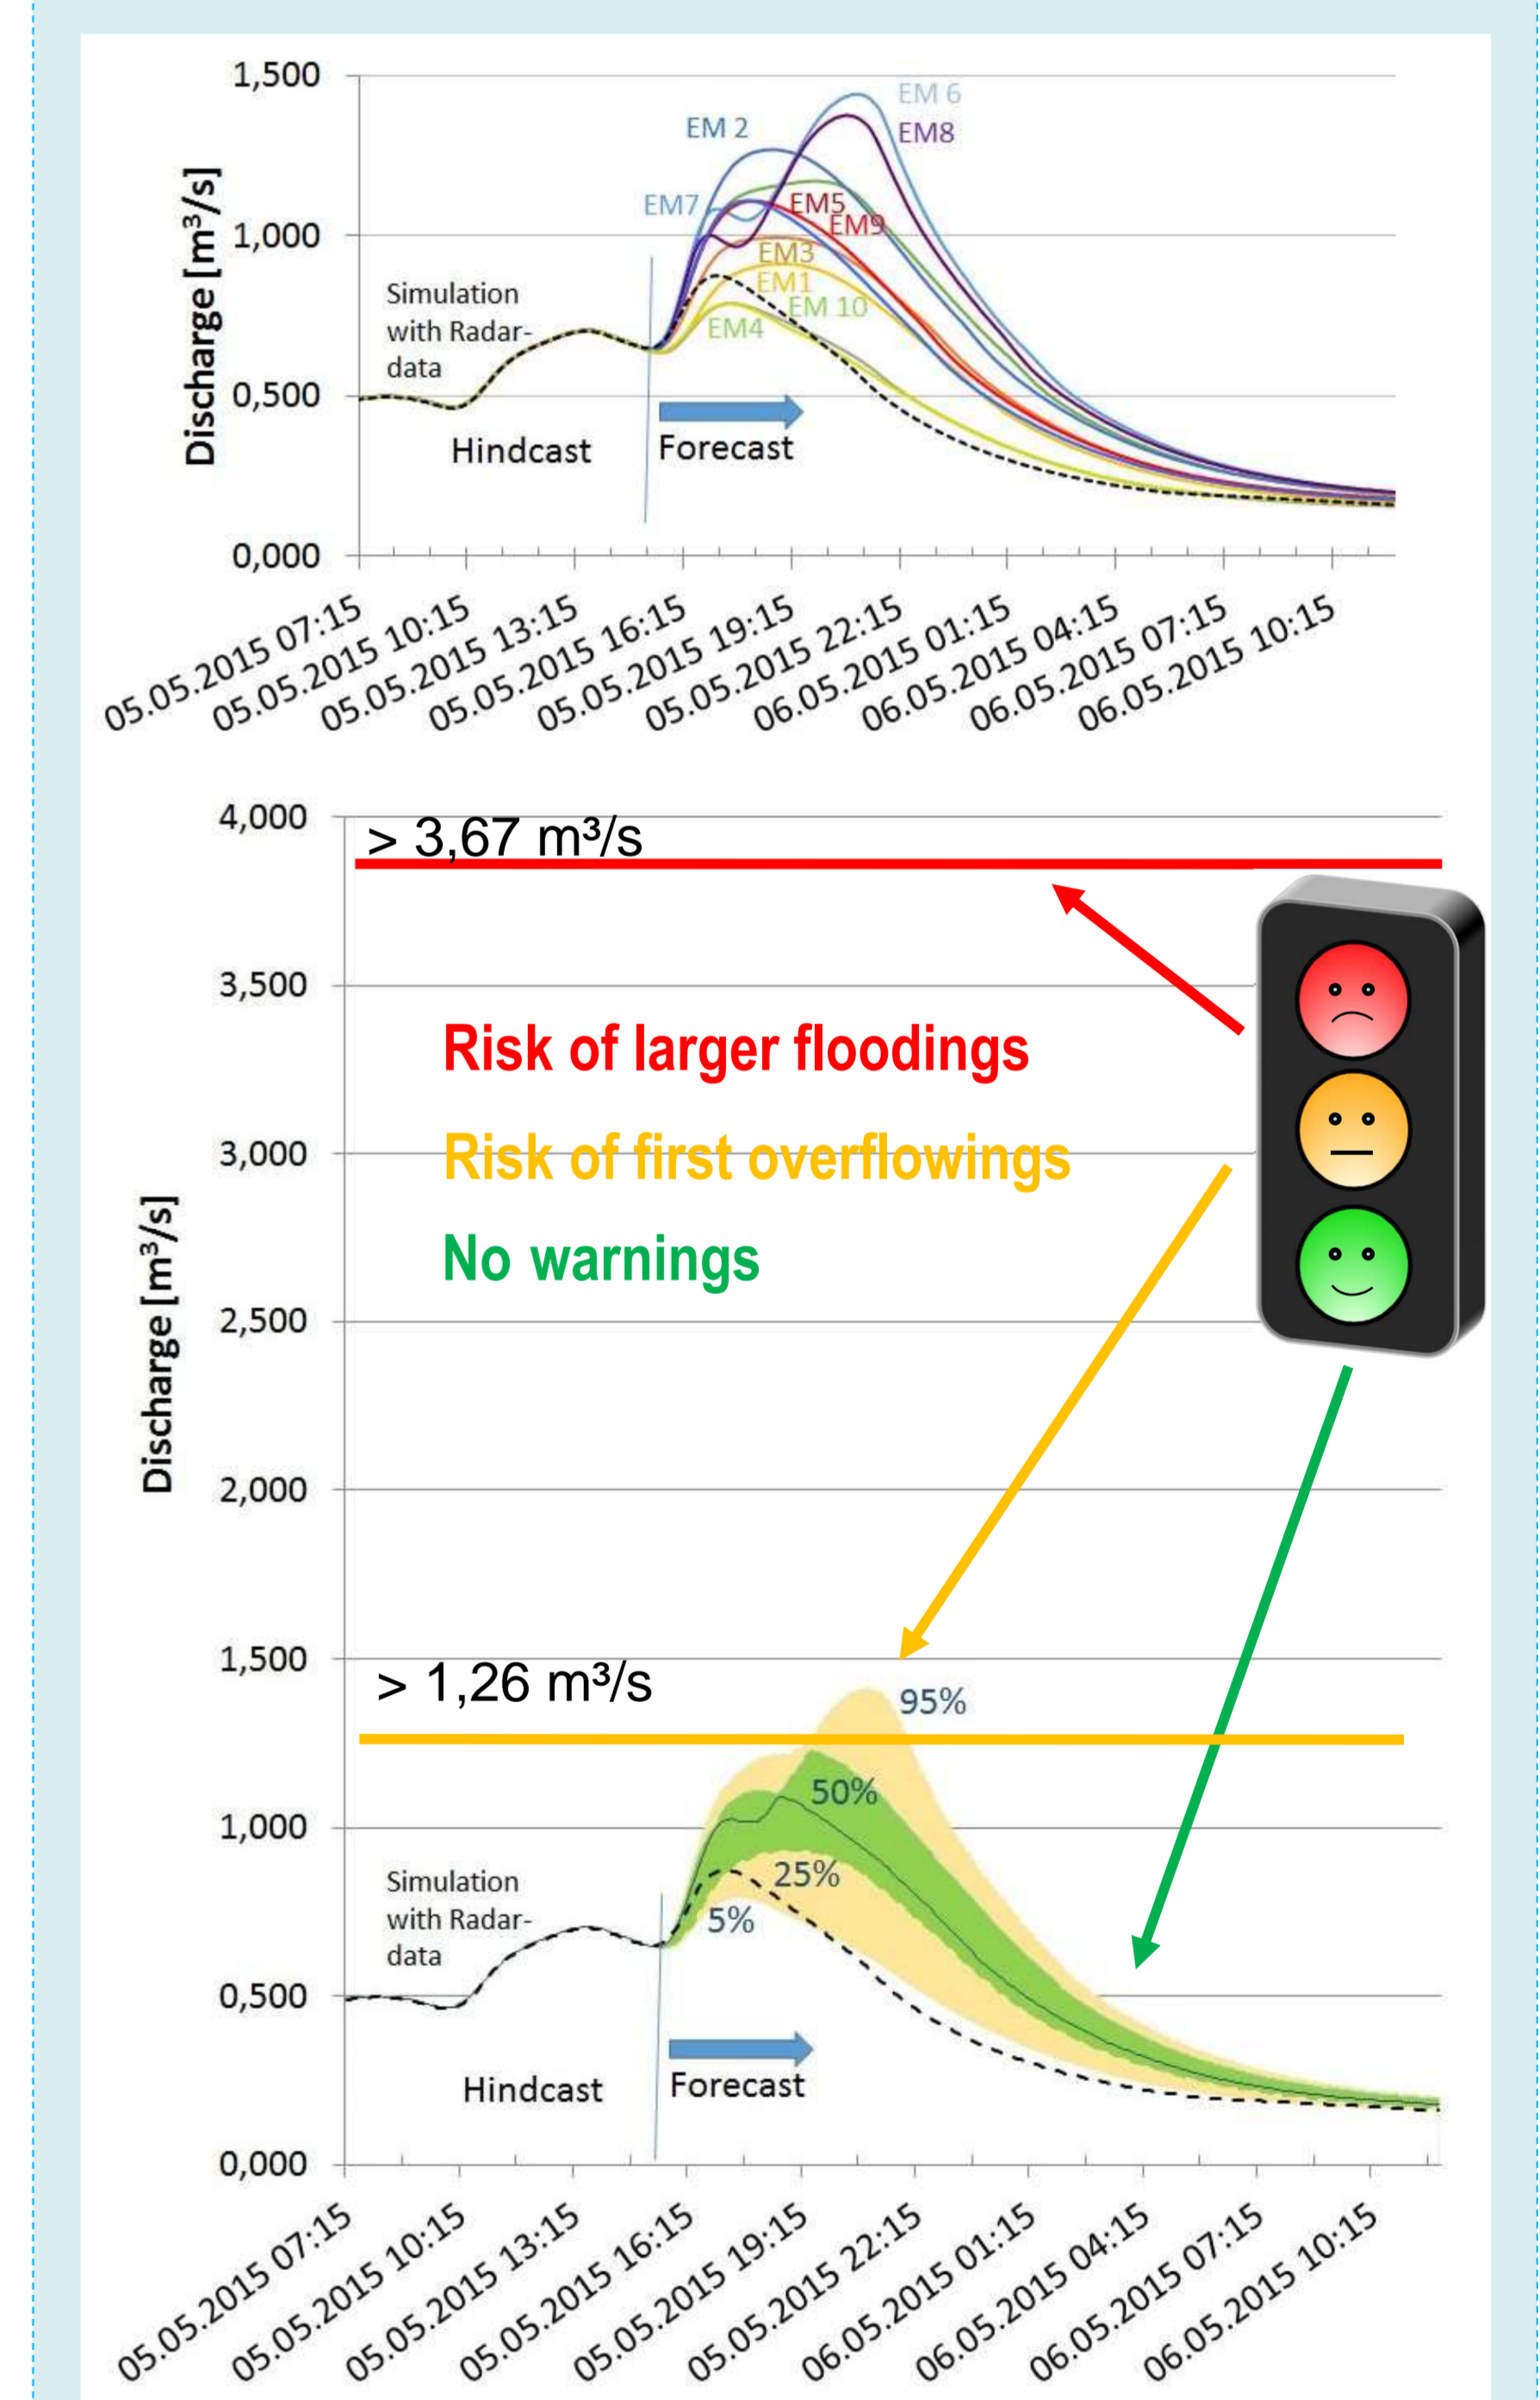 1,500
1,000
0,500
0,000
Discharge [m³/s]
EM 6
EM8
EM 2
EM7
EM5
EM9
EM3
EM1
EM 10
EM4
Simulation
with Radar-
data
Hindcast
Forecast
05.05.2015 07:15
05.05.2015 10:15
05.05.2015 13:15
05.05.2015 16:15
05.05.2015 19:15
05.05.2015 22:15
06.05.2015 01:15
06.05.2015 04:15
06.05.2015 07:15
06.05.2015 10:15
4,000
3,500
3,000
2,500
2,000
1,500
1,000
0,500
0,000
Discharge [m³/s]
> 3,67 m³/s
Risk of larger floodings
Risk of first overflowings
No warnings
> 1,26 m³/s
95%
50%
25%
5%
Simulation
with Radar-
data
Hindcast
Forecast
05.05.2015 07:15
05.05.2015 10:15
05.05.2015 13:15
05.05.2015 16:15
05.05.2015 19:15
05.05.2015 22:15
06.05.2015 01:15
06.05.2015 04:15
06.05.2015 07:15
06.05.2015 10:15